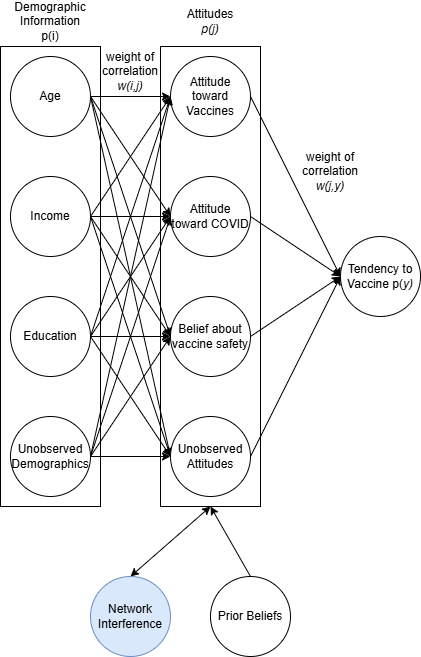 Demographic
Information
p(i)
Attitudes
p(j)
weight of
correlation
w(i,j)
Age
Attitude
toward
Vaccines
weight of
correlation
w(j,y)
Income
Attitude
toward COVID
Tendency to
Vaccine p(y)
Education
Belief about
vaccine safety
Unobserved
Demographics
Unobserved
Attitudes
Network
Interference
Prior Beliefs